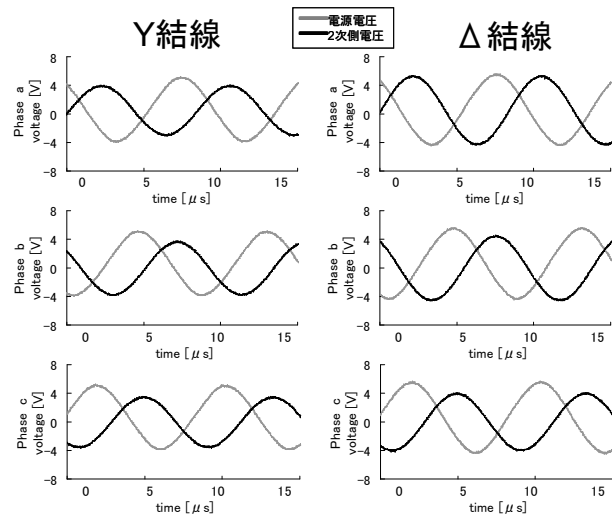 Y結線
電源電圧
2次側電圧
Δ結線
Phase a
voltage [V]
8
4
0
-4
-8
0
5
10
15
time [μs]
Phase a
voltage [V]
8
4
0
-4
-8
0
5
10
15
time [μs]
Phase b
voltage [V]
8
4
0
-4
-8
0
5
10
15
time [μs]
Phase b
voltage [V]
8
4
0
-4
-8
0
5
10
15
time [μs]
Phase c
voltage [V]
8
4
0
-4
-8
0
5
10
15
time [μs]
Phase c
voltage [V]
8
4
0
-4
-8
0
5
10
15
time [μs]